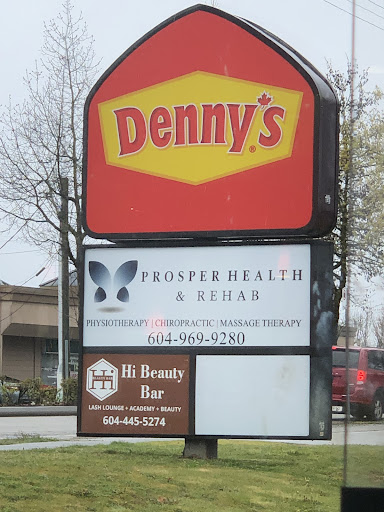 Denny's
PROSPER HEALTH
& REHAB
PHYSIOTHERAPY | CHIROPRACTIC | MASSAGE THERAPY
604-969-9280
Hi Beauty
Bar
LASH LOUNGE • ACADEMY • BEAUTY
604-445-5274